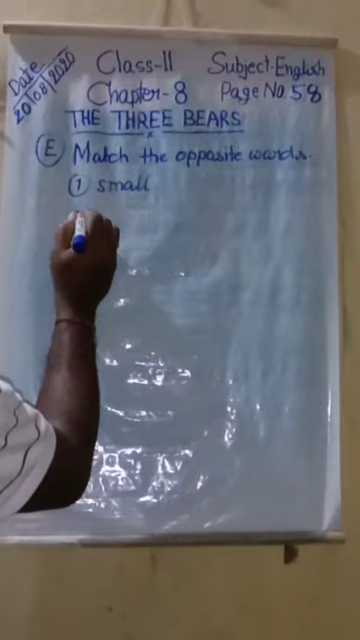 Date
20/08/2020
Class-II Subject-English
Chapter-8 Page No. 58
THE THREE BEARS
x
(E) Match the opposite words.
(1) small